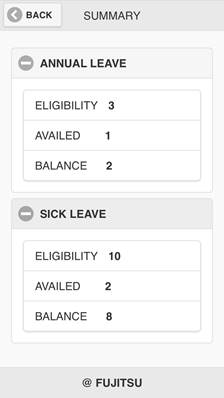 BACK SUMMARY
ANNUAL LEAVE
ELIGIBILITY 3
AVAILED 1
BALANCE 2
SICK LEAVE
ELIGIBILITY 10
AVAILED 2
BALANCE 8
@ FUJITSU